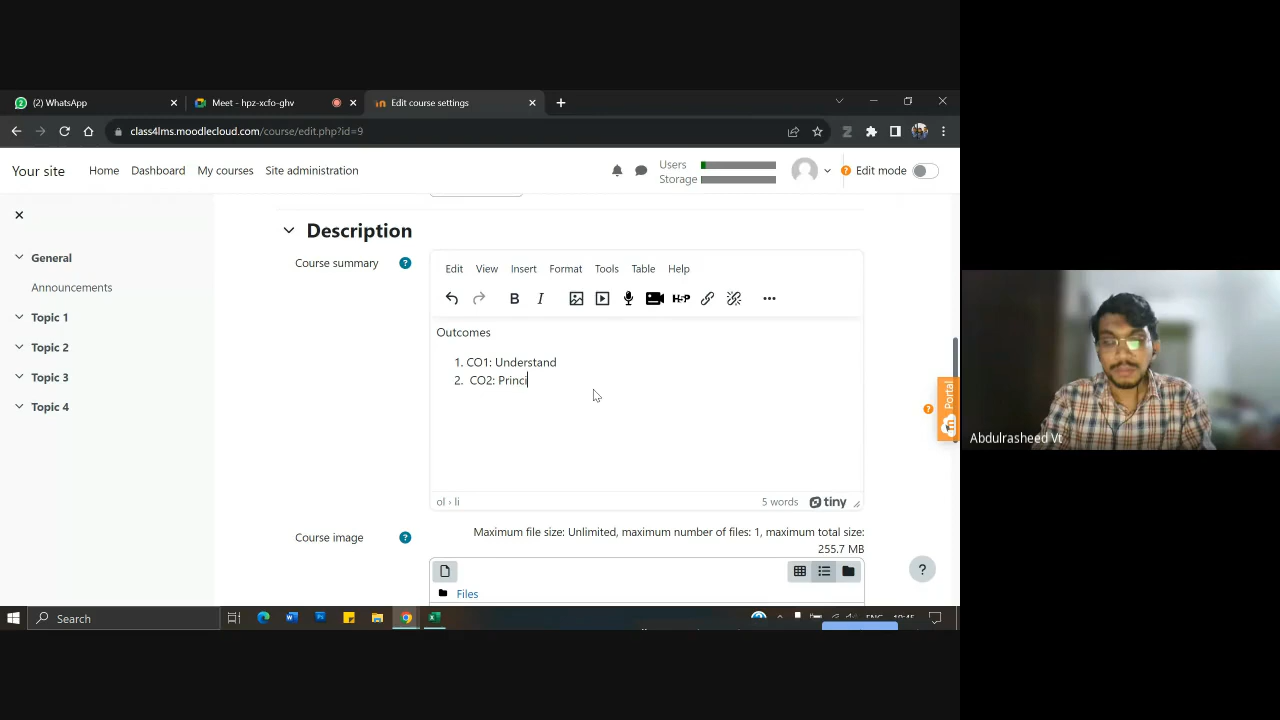 (2) WhatsApp
Meet - hpz-xcfo-ghv
Edit course settings
class4lms.moodlecloud.com/course/edit.php?id=9
Your site
Home
Dashboard
My courses
Site administration
Users
Storage
Edit mode
General
Announcements
Topic 1
Topic 2
Topic 3
Topic 4
Description
Course summary
Edit View Insert Format Tools Table Help
B I
H5P
Outcomes
1. CO1: Understand
2. CO2: Princi
ol › li
5 words
tiny
Course image
Maximum file size: Unlimited, maximum number of files: 1, maximum total size:
255.7 MB
Files
Portal
Abdulrasheed Vt
Search